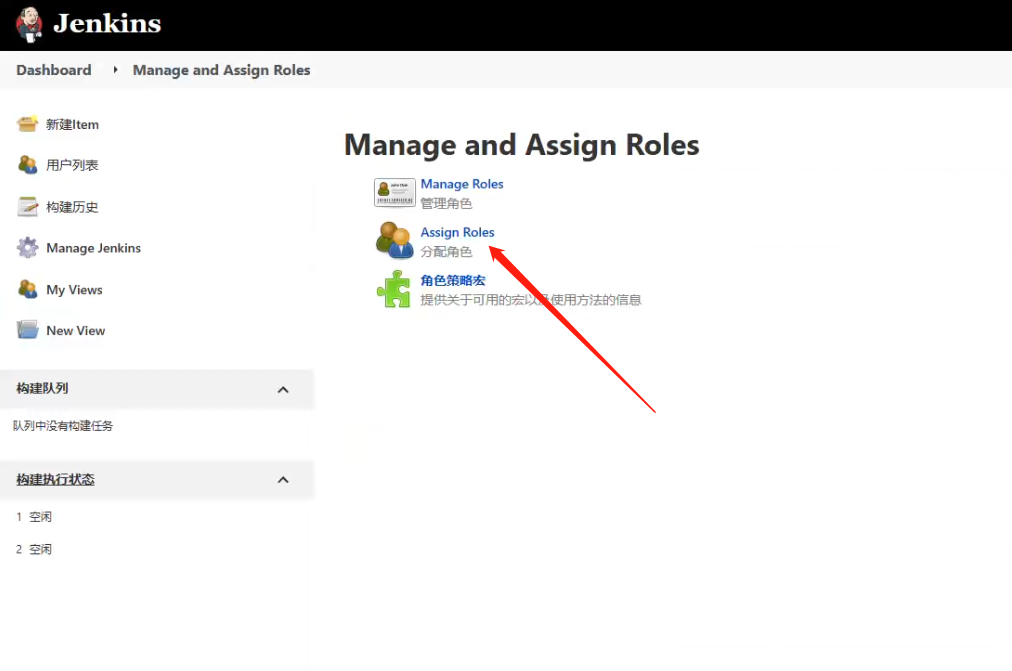 Jenkins
Dashboard
Manage and Assign Roles
新建Item
用户列表
构建历史
Manage Jenkins
My Views
New View
构建队列
队列中没有构建任务
构建执行状态
1 空闲
2 空闲
Manage and Assign Roles
Manage Roles
管理角色
Assign Roles
分配角色
角色策略宏
提供关于可用的宏以及使用方法的信息